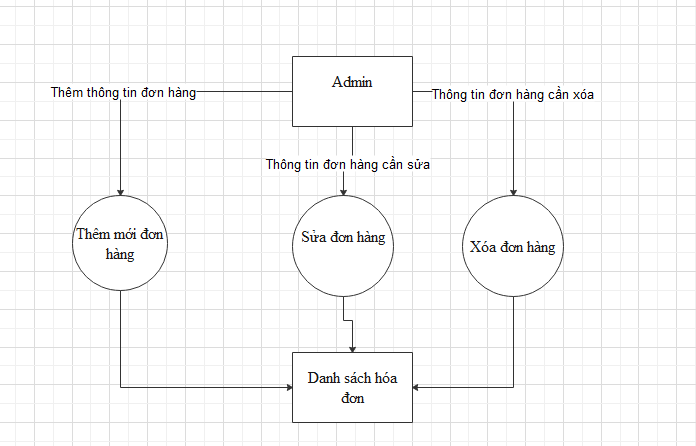 Admin
Thêm thông tin đơn hàng
Thông tin đơn hàng cần xóa
Thông tin đơn hàng cần sửa
Thêm mới đơn
hàng
Sửa đơn hàng
Xóa đơn hàng
Danh sách hóa
đơn